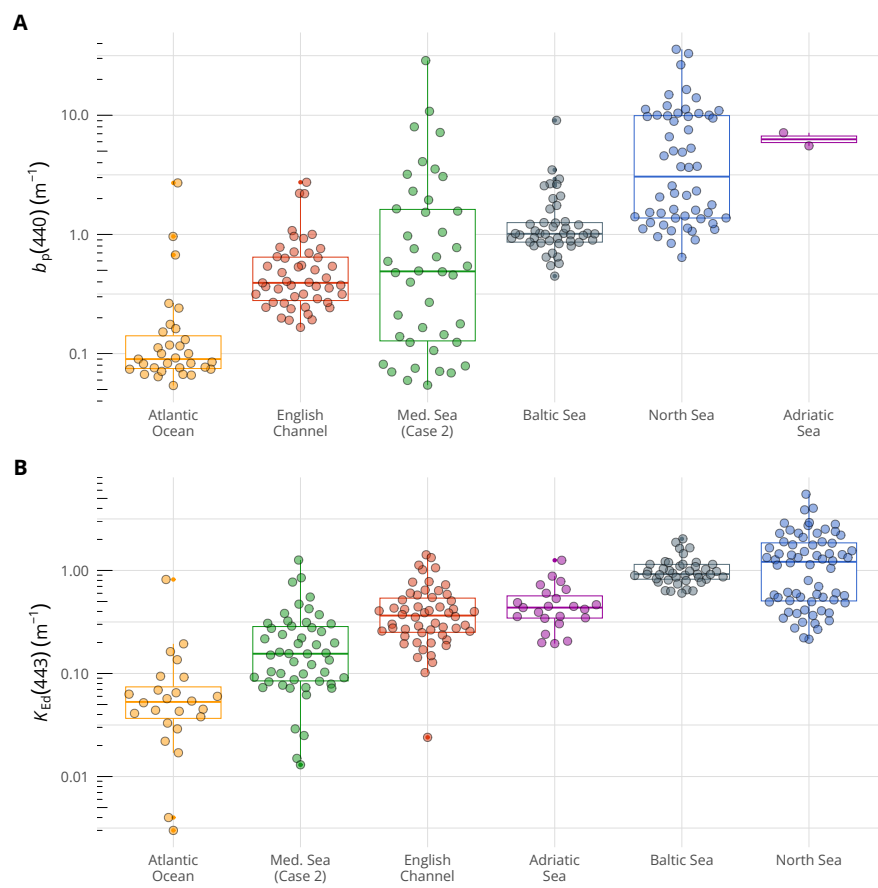 A
10.0
1.0
0.1
b_p(440) (m⁻¹)
Atlantic Ocean
English Channel
Med. Sea (Case 2)
Baltic Sea
North Sea
Adriatic Sea
B
1.00
0.10
0.01
K_Ed(443) (m⁻¹)
Atlantic Ocean
Med. Sea (Case 2)
English Channel
Adriatic Sea
Baltic Sea
North Sea